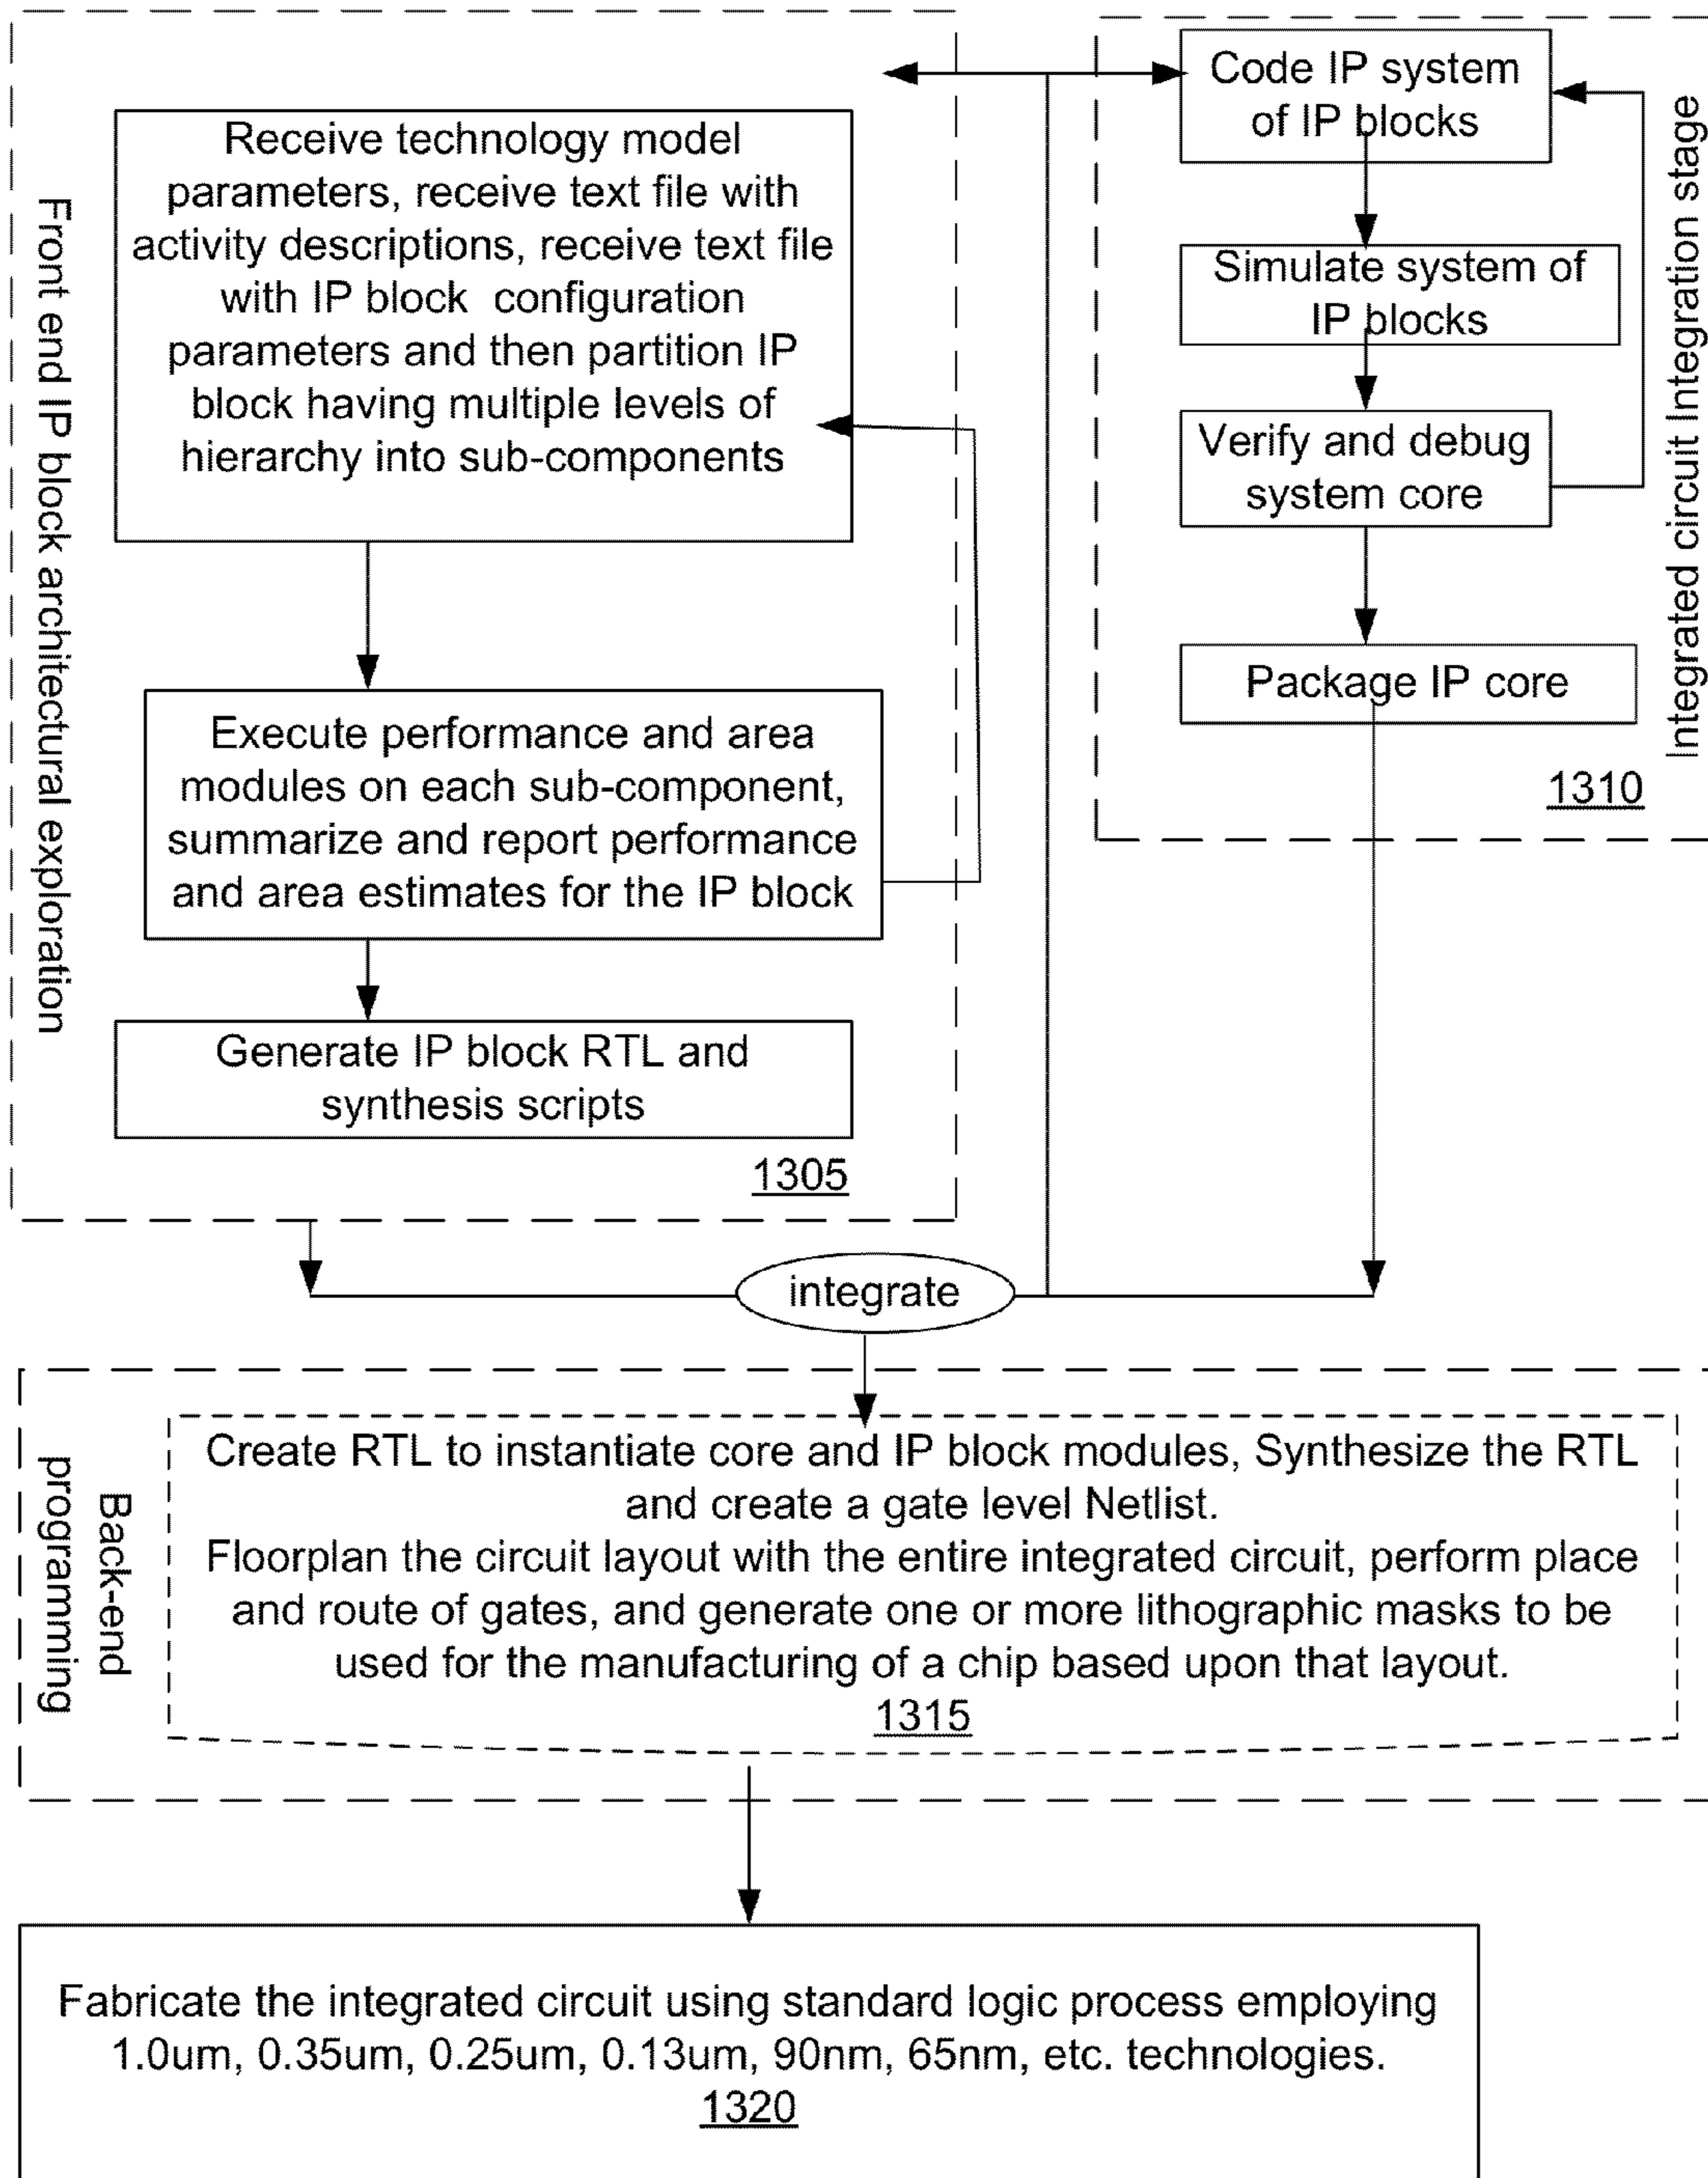 Front end IP block architectural exploration
Receive technology model
parameters, receive text file with
activity descriptions, receive text file
with IP block configuration
parameters and then partition IP
block having multiple levels of
hierarchy into sub-components
Execute performance and area
modules on each sub-component,
summarize and report performance
and area estimates for the IP block
Generate IP block RTL and
synthesis scripts
1305
Code IP system
of IP blocks
Simulate system of
IP blocks
Verify and debug
system core
Package IP core
1310
Integrated circuit Integration stage
integrate
Back-end
programming
Create RTL to instantiate core and IP block modules, Synthesize the RTL
and create a gate level Netlist.
Floorplan the circuit layout with the entire integrated circuit, perform place
and route of gates, and generate one or more lithographic masks to be
used for the manufacturing of a chip based upon that layout.
1315
Fabricate the integrated circuit using standard logic process employing
1.0um, 0.35um, 0.25um, 0.13um, 90nm, 65nm, etc. technologies.
1320